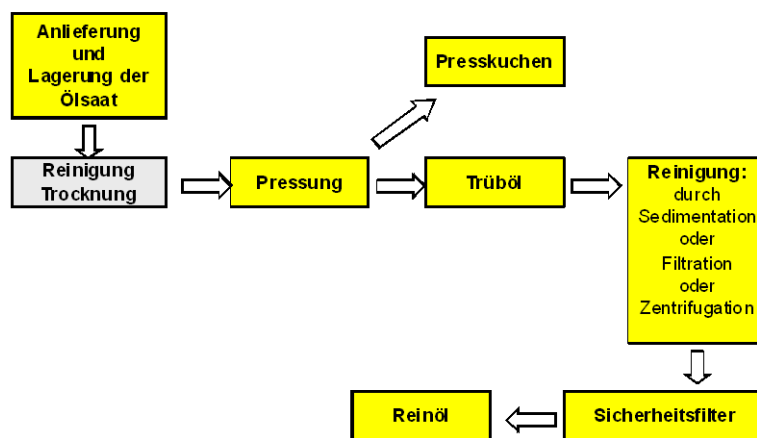 Anlieferung
und
Lagerung der
Ölsaat
Presskuchen
Reinigung
Trocknung
Pressung
Trüböl
Reinigung:
durch
Sedimentation
oder
Filtration
oder
Zentrifugation
Reinöl
Sicherheitsfilter